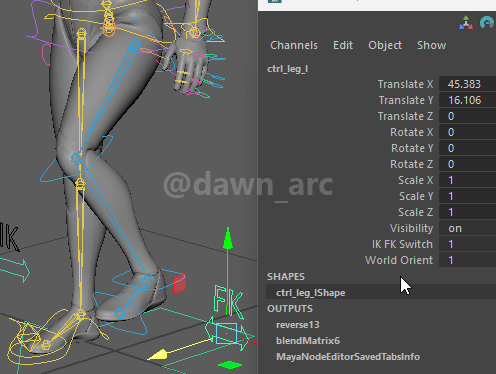 Channels Edit Object Show
ctrl_leg_l
Translate X 45.383
Translate Y 16.106
Translate Z 0
Rotate X 0
Rotate Y 0
Rotate Z 0
Scale X 1
Scale Y 1
Scale Z 1
Visibility on
IK FK Switch 1
World Orient 1
SHAPES
ctrl_leg_lShape
OUTPUTS
reverse13
blendMatrix6
MayaNodeEditorSavedTabsInfo
@dawn_arc
IK
FK